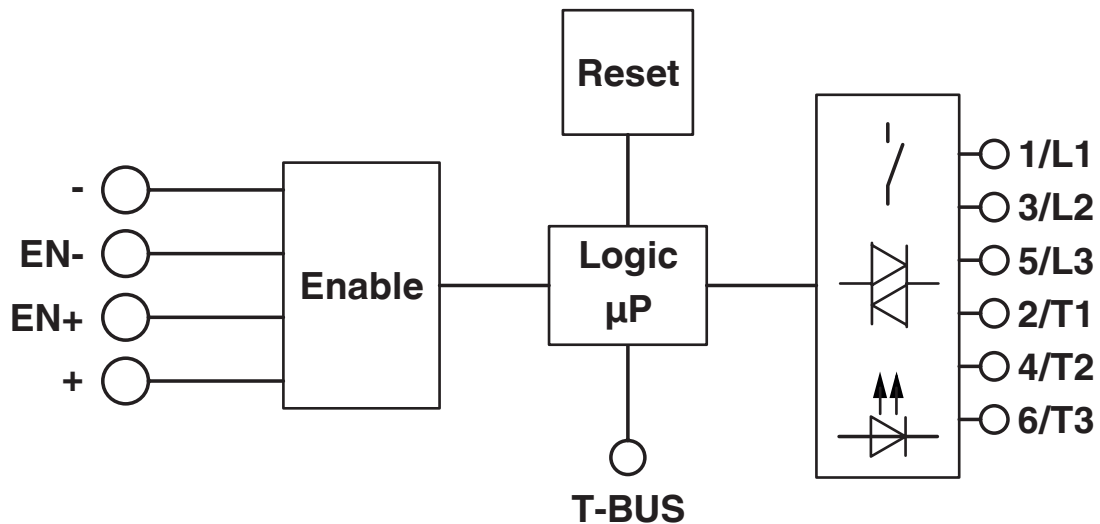 Reset
-
EN-
EN+
+
Enable
Logic
µP
T-BUS
1/L1
3/L2
5/L3
2/T1
4/T2
6/T3